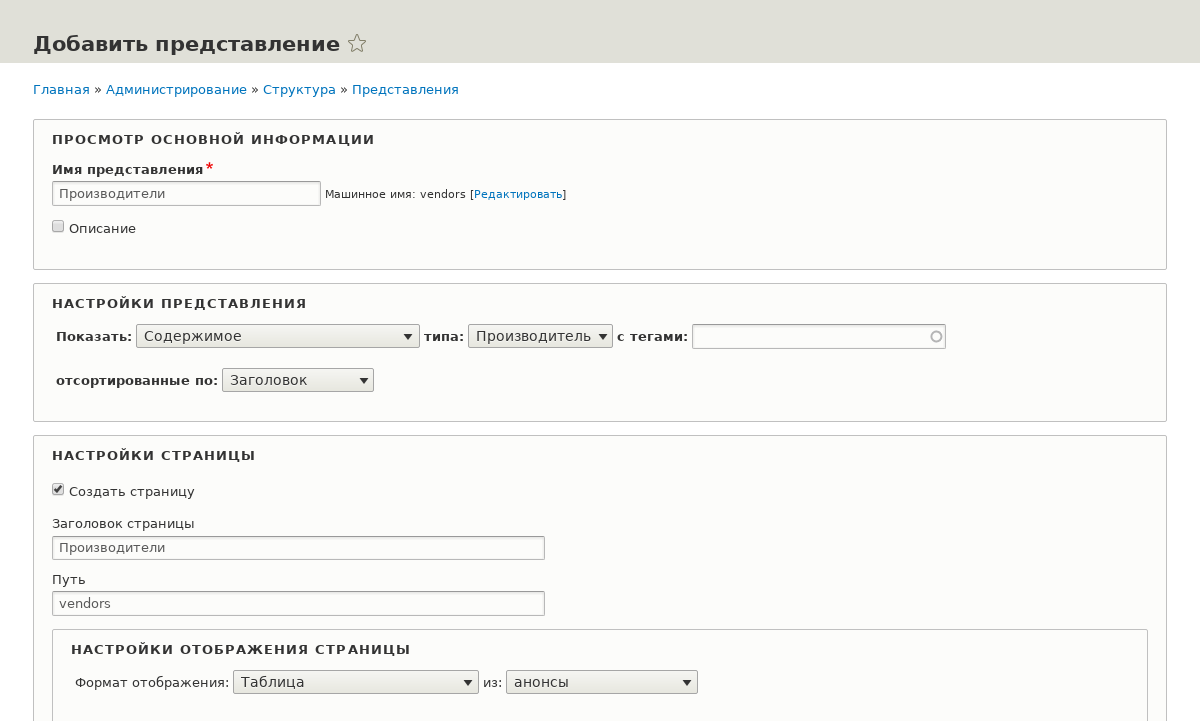 Добавить представление
Главная » Администрирование » Структура » Представления
ПРОСМОТР ОСНОВНОЙ ИНФОРМАЦИИ
Имя представления*
Производители Машинное имя: vendors [Редактировать]
Описание
НАСТРОЙКИ ПРЕДСТАВЛЕНИЯ
Показать: Содержимое типа: Производитель с тегами:
отсортированные по: Заголовок
НАСТРОЙКИ СТРАНИЦЫ
Создать страницу
Заголовок страницы
Производители
Путь
vendors
НАСТРОЙКИ ОТОБРАЖЕНИЯ СТРАНИЦЫ
Формат отображения: Таблица из: анонсы